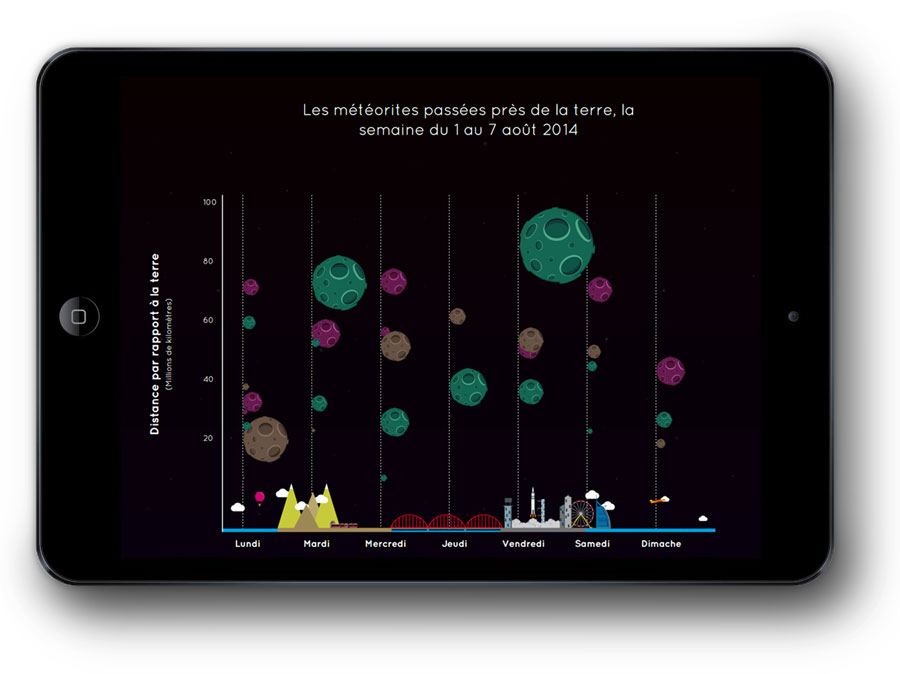 Les météorites passées près de la terre, la
semaine du 1 au 7 août 2014
Distance par rapport à la terre
(Millions de kilomètres)
100
80
60
40
20
Lundi
Mardi
Mercredi
Jeudi
Vendredi
Samedi
Dimache